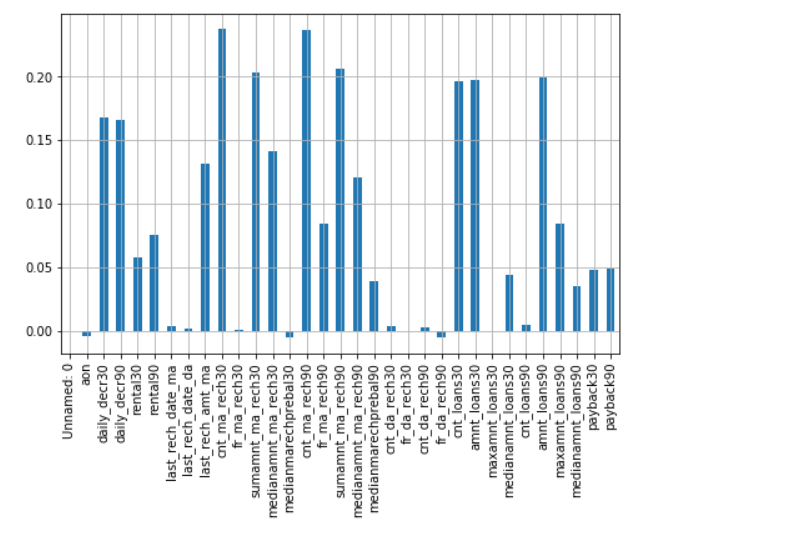 0.20
0.15
0.10
0.05
0.00
Unnamed: 0
aon
daily_decr30
daily_decr90
rental30
rental90
last_rech_date_ma
last_rech_date_da
last_rech_amt_ma
cnt_ma_rech30
fr_ma_rech30
sumamnt_ma_rech30
medianamnt_ma_rech30
medianmarechprebal30
cnt_ma_rech90
fr_ma_rech90
sumamnt_ma_rech90
medianamnt_ma_rech90
medianmarechprebal90
cnt_da_rech30
fr_da_rech30
cnt_da_rech90
fr_da_rech90
cnt_loans30
amnt_loans30
maxamnt_loans30
medianamnt_loans30
cnt_loans90
amnt_loans90
maxamnt_loans90
medianamnt_loans90
payback30
payback90